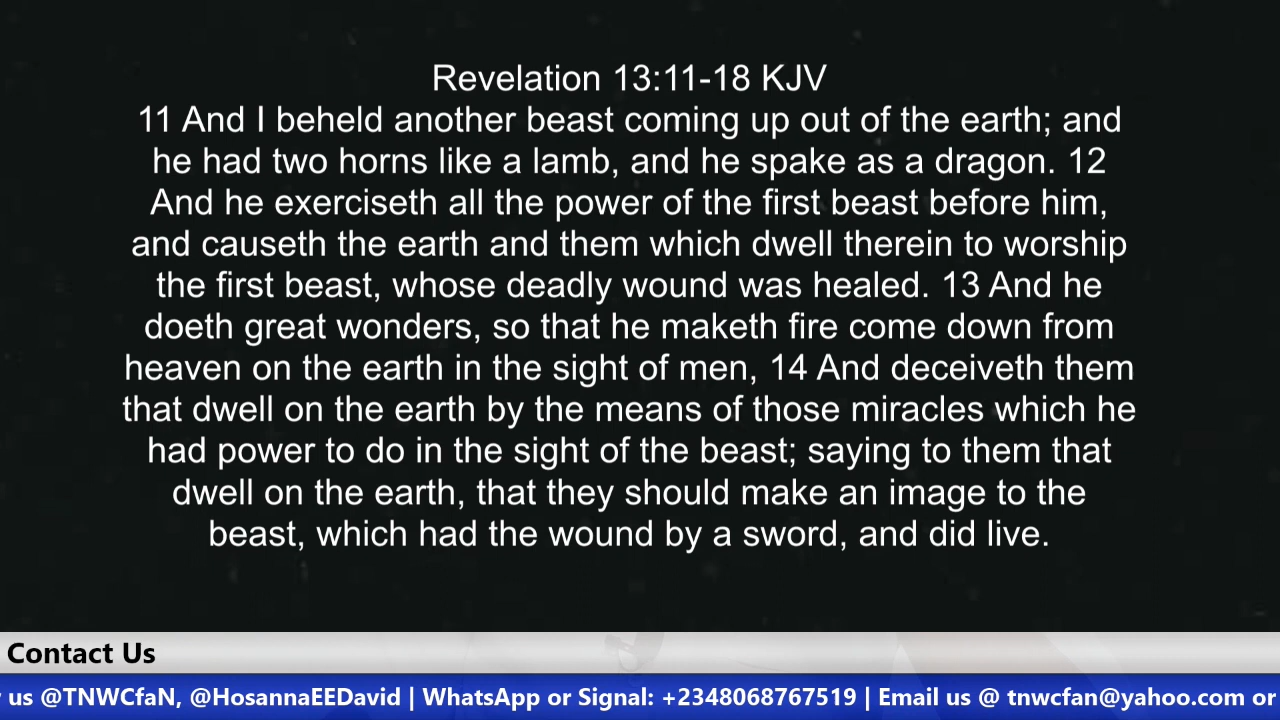 Revelation 13:11-18 KJV
11 And I beheld another beast coming up out of the earth; and
he had two horns like a lamb, and he spake as a dragon. 12
And he exerciseth all the power of the first beast before him,
and causeth the earth and them which dwell therein to worship
the first beast, whose deadly wound was healed. 13 And he
doeth great wonders, so that he maketh fire come down from
heaven on the earth in the sight of men, 14 And deceiveth them
that dwell on the earth by the means of those miracles which he
had power to do in the sight of the beast; saying to them that
dwell on the earth, that they should make an image to the
beast, which had the wound by a sword, and did live.
Contact Us
us @TNWCfaN, @HosannaEEDavid | WhatsApp or Signal: +2348068767519 | Email us @ tnwcfan@yahoo.com or